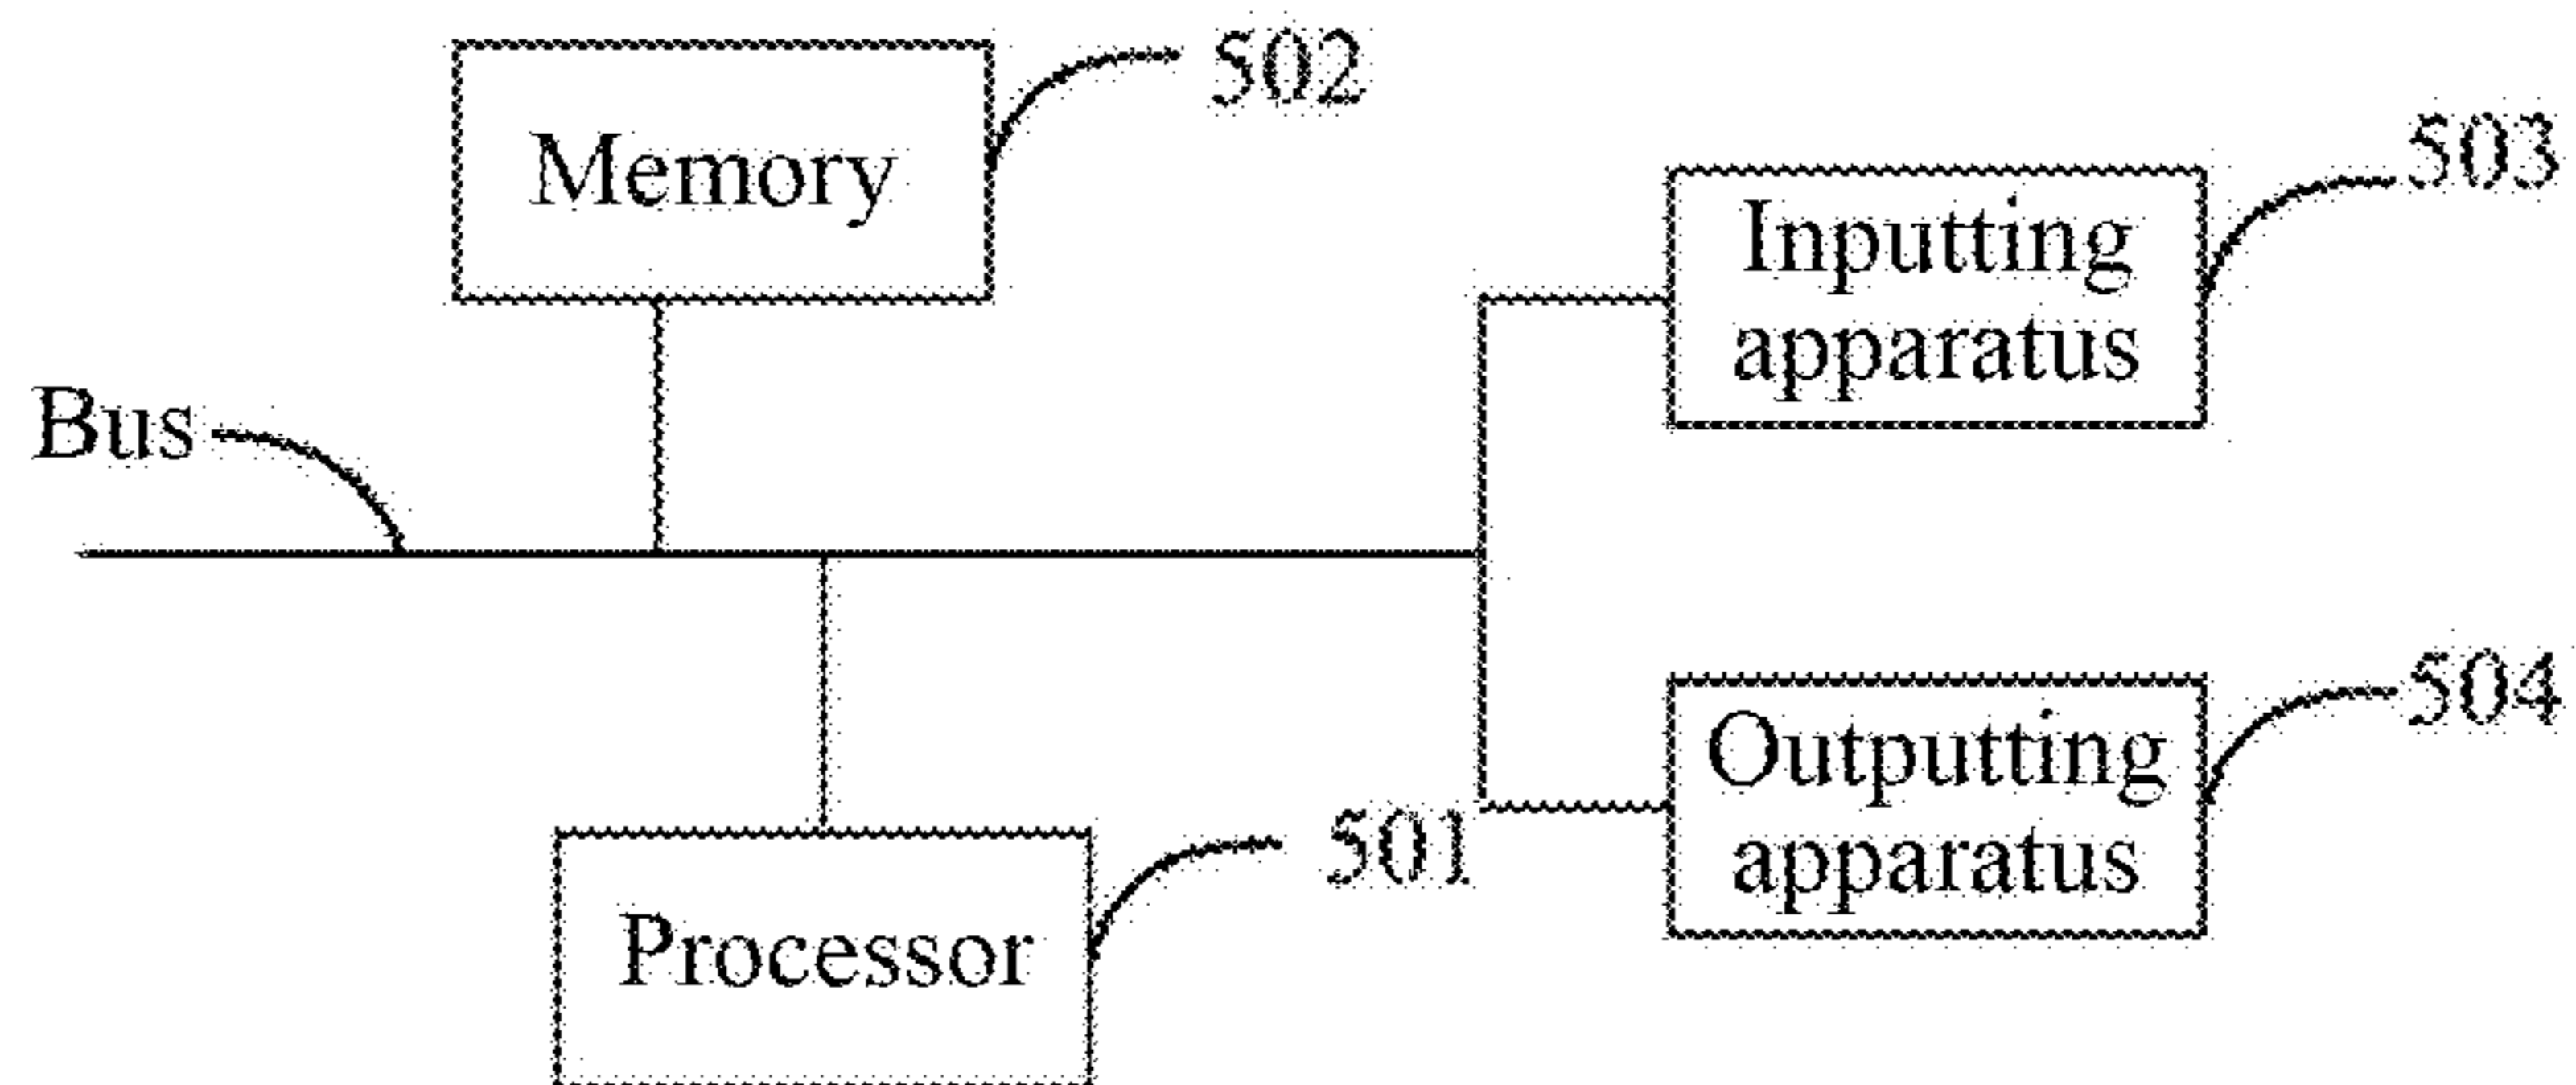 502
Memory
503
Inputting
apparatus
Bus
504
Outputting
apparatus
501
Processor